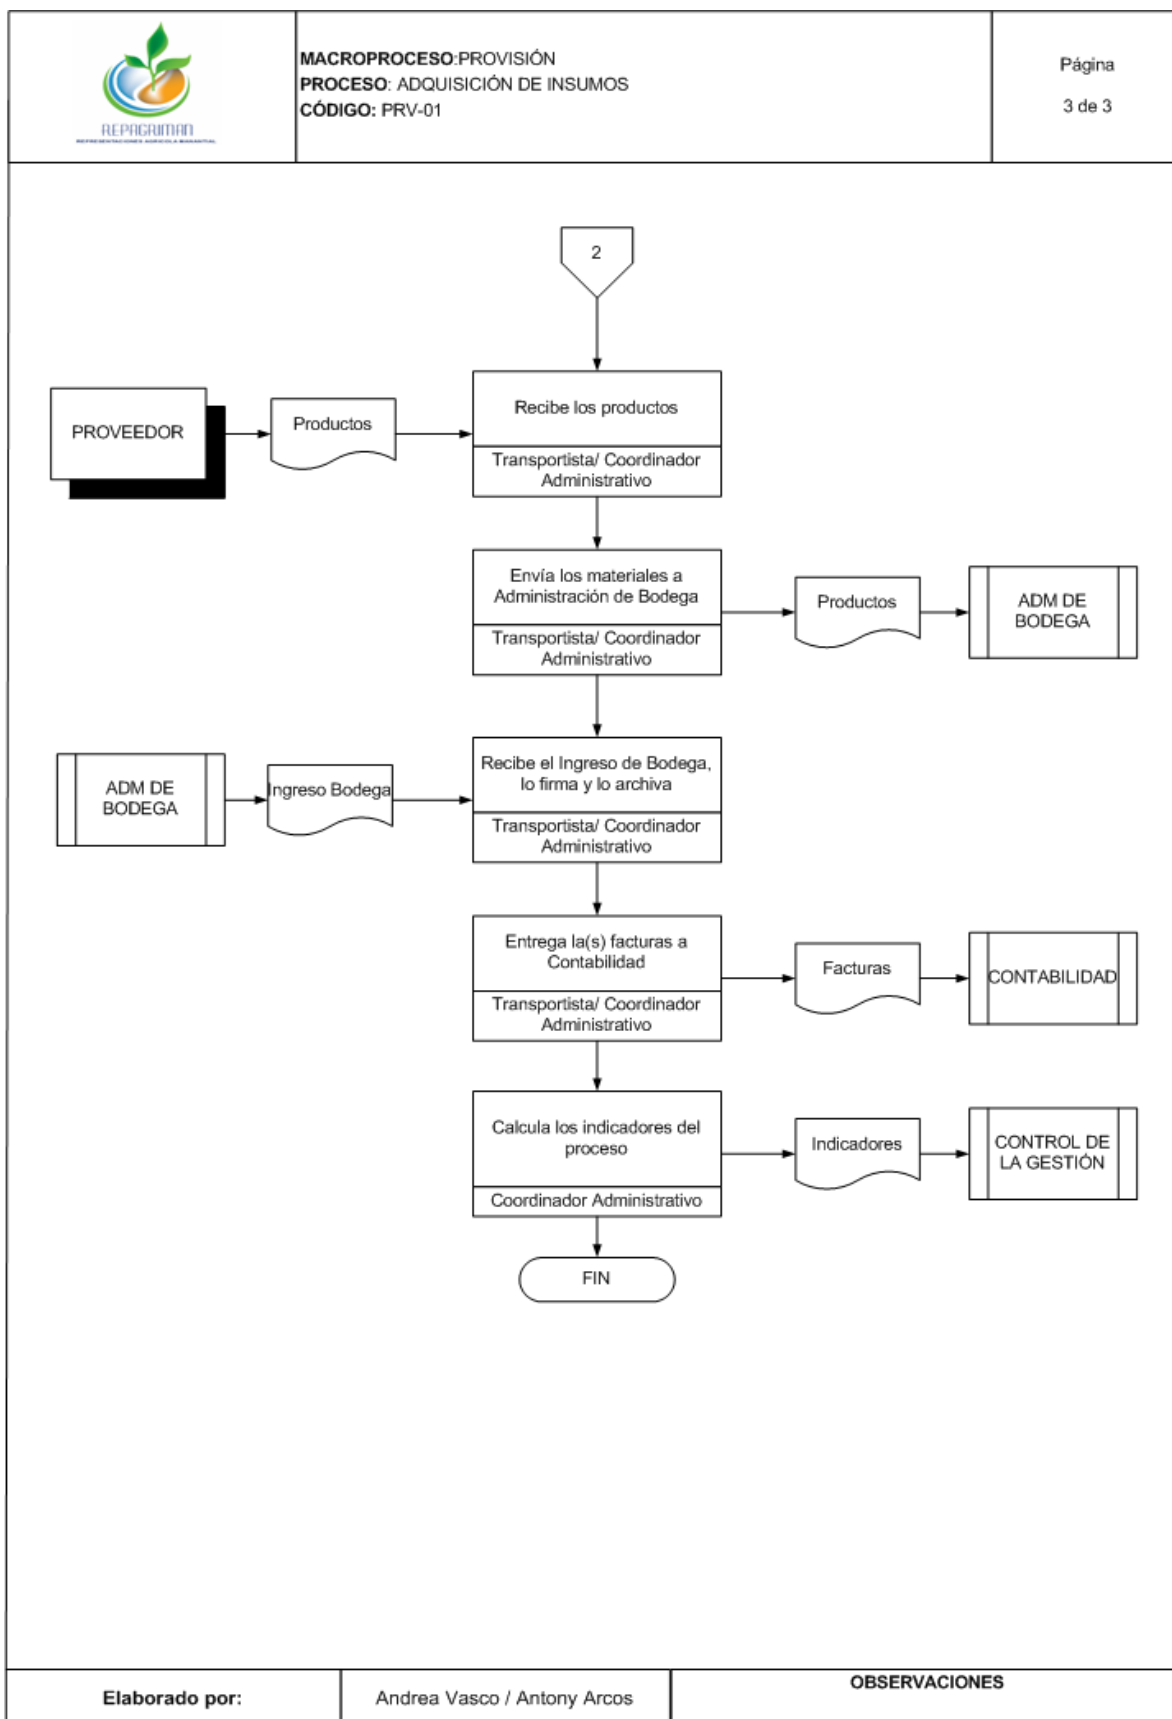 REPAGRIMAN
REPRESENTACIONES AGRICOLA MANANTIAL
MACROPROCESO:PROVISIÓN
PROCESO: ADQUISICIÓN DE INSUMOS
CÓDIGO: PRV-01
Página
3 de 3
2
PROVEEDOR
Productos
Recibe los productos
Transportista/ Coordinador
Administrativo
Envía los materiales a
Administración de Bodega
Transportista/ Coordinador
Administrativo
Productos
ADM DE
BODEGA
ADM DE
BODEGA
Ingreso Bodega
Recibe el Ingreso de Bodega,
lo firma y lo archiva
Transportista/ Coordinador
Administrativo
Entrega la(s) facturas a
Contabilidad
Transportista/ Coordinador
Administrativo
Facturas
CONTABILIDAD
Calcula los indicadores del
proceso
Coordinador Administrativo
Indicadores
CONTROL DE
LA GESTIÓN
FIN
Elaborado por:
Andrea Vasco / Antony Arcos
OBSERVACIONES